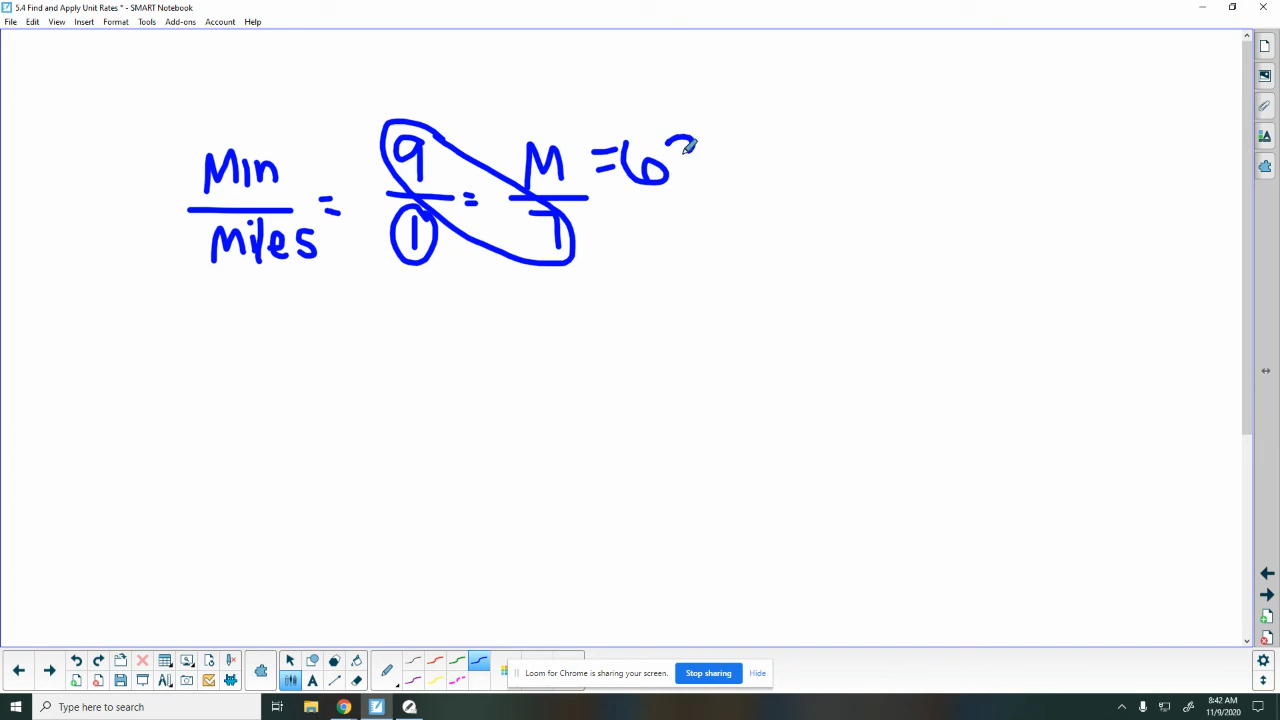 5.4 Find and Apply Unit Rates * - SMART Notebook
File Edit View Insert Format Tools Add-ons Account Help
Min/miles = 9/1 = M/7 = 6
Loom for Chrome is sharing your screen. Stop sharing Hide
Type here to search
8:42 AM
11/9/2020